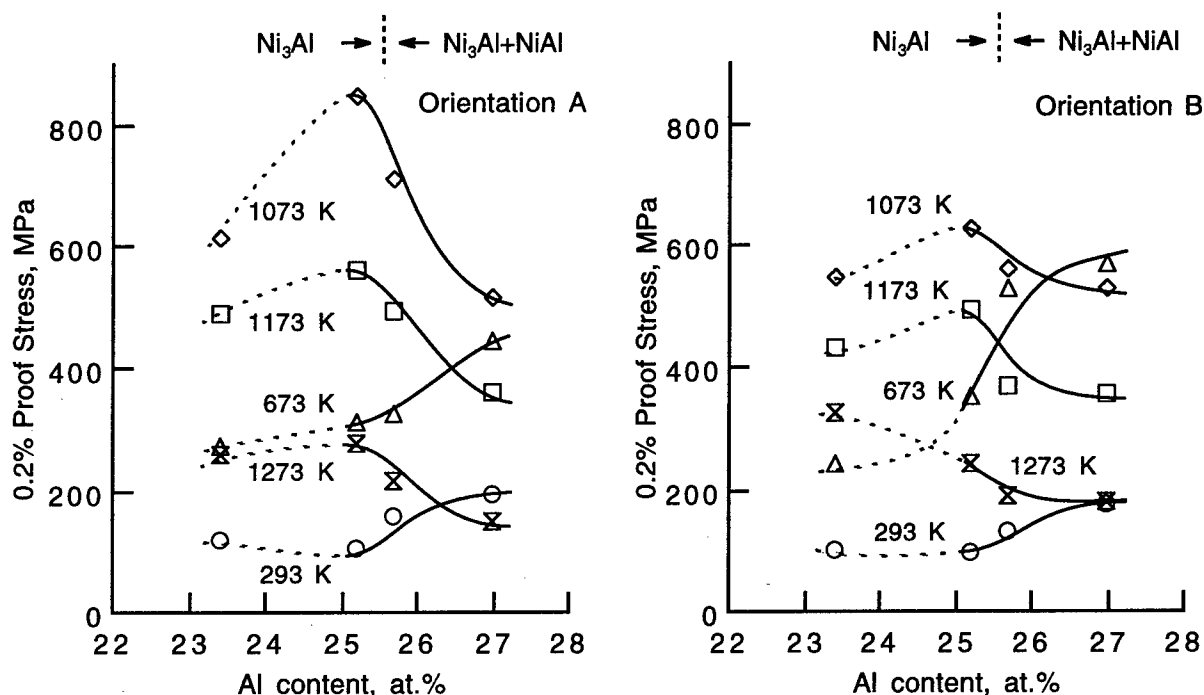 Ni₃Al → ← Ni₃Al+NiAl
Orientation A
0.2% Proof Stress, MPa
800
600
400
200
0
1073 K
1173 K
673 K
1273 K
293 K
22 23 24 25 26 27 28
Al content, at.%
Ni₃Al → ← Ni₃Al+NiAl
Orientation B
0.2% Proof Stress, MPa
800
600
400
200
0
1073 K
1173 K
673 K
1273 K
293 K
22 23 24 25 26 27 28
Al content, at.%